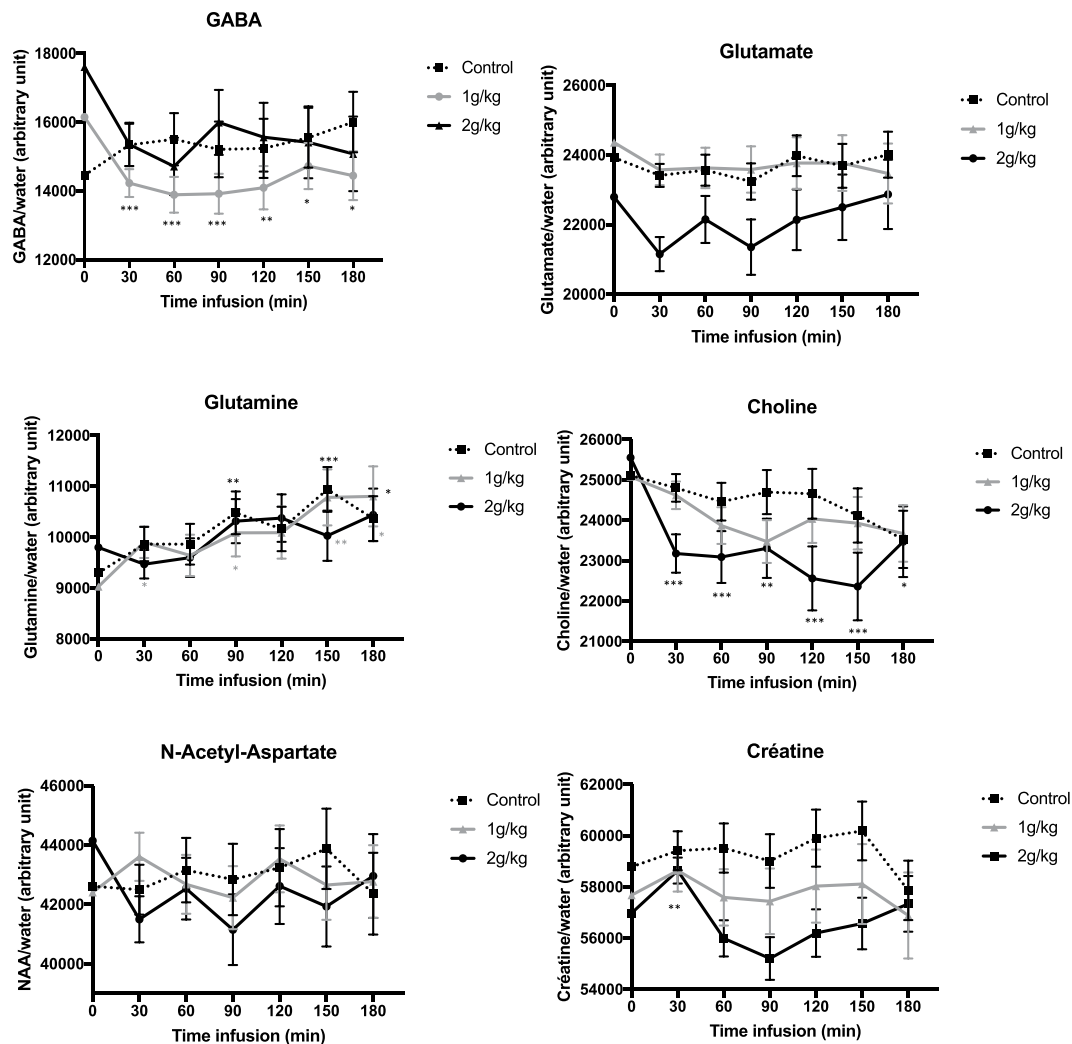 GABA
GABA/water (arbitrary unit)
18000
16000
14000
12000
Control
1g/kg
2g/kg
*** *** *** ** * *
0 30 60 90 120 150 180
Time infusion (min)
Glutamate
Glutamate/water (arbitrary unit)
26000
24000
22000
20000
Control
1g/kg
2g/kg
0 30 60 90 120 150 180
Time infusion (min)
Glutamine
Glutamine/water (arbitrary unit)
12000
11000
10000
9000
8000
Control
1g/kg
2g/kg
** *** *
* * ** *
0 30 60 90 120 150 180
Time infusion (min)
Choline
Choline/water (arbitrary unit)
26000
25000
24000
23000
22000
21000
Control
1g/kg
2g/kg
*** *** ** *** *** *
0 30 60 90 120 150 180
Time infusion (min)
N-Acetyl-Aspartate
NAA/water (arbitrary unit)
46000
44000
42000
40000
Control
1g/kg
2g/kg
0 30 60 90 120 150 180
Time infusion (min)
Créatine
Créatine/water (arbitrary unit)
62000
60000
58000
56000
54000
Control
1g/kg
2g/kg
**
0 30 60 90 120 150 180
Time infusion (min)